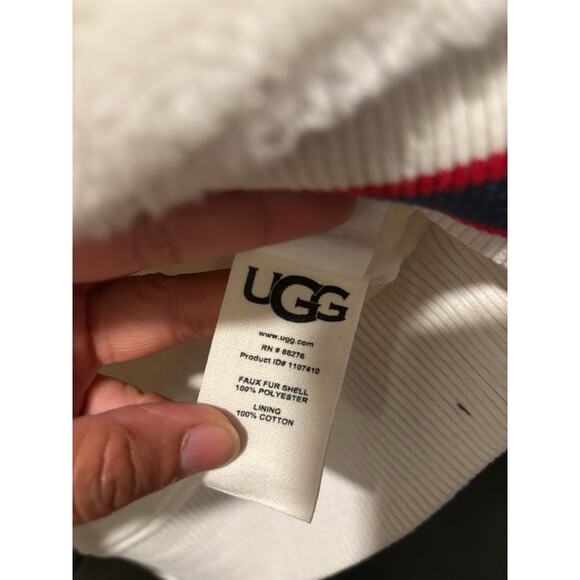 UGG
www.ugg.com
RN # 88276
Product ID# 1107410
FAUX FUR SHELL
100% POLYESTER
LINING
100% COTTON